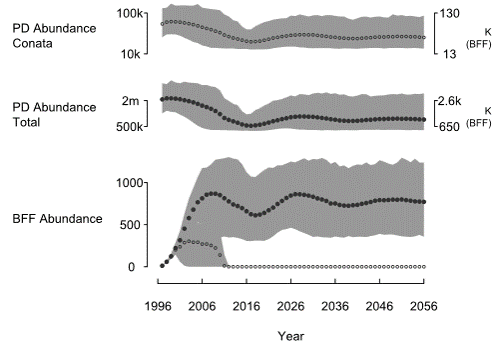 PD Abundance
Conata
100k
10k
130
13
K
(BFF)
PD Abundance
Total
2m
500k
2.6k
650
K
(BFF)
BFF Abundance
1000
500
0
1996 2006 2016 2026 2036 2046 2056
Year